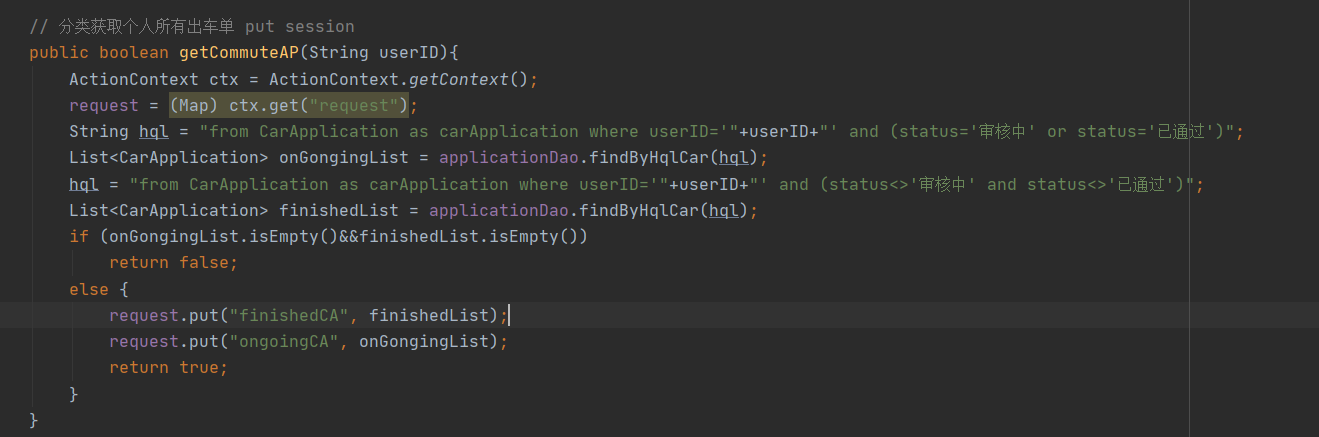 // 分类获取个人所有出车单 put session
public boolean getCommuteAP(String userID){
    ActionContext ctx = ActionContext.getContext();
    request = (Map) ctx.get("request");
    String hql = "from CarApplication as carApplication where userID='"+userID+"' and (status='审核中' or status='已通过')";
    List<CarApplication> onGongingList = applicationDao.findByHqlCar(hql);
    hql = "from CarApplication as carApplication where userID='"+userID+"' and (status<>'审核中' and status<>'已通过')";
    List<CarApplication> finishedList = applicationDao.findByHqlCar(hql);
    if (onGongingList.isEmpty()&&finishedList.isEmpty())
        return false;
    else {
        request.put("finishedCA", finishedList);
        request.put("ongoingCA", onGongingList);
        return true;
    }
}